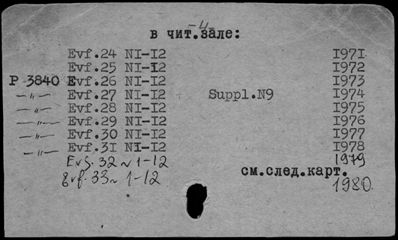 -4-
в чит.зале:
Evf.24 NI-I2 I97I
Evf.25 NI-I2 I972
P 3840 Evf.26 NI-I2 I973
-"- Evf.27 NI-I2 Suppl.N9 I974
-"- Evf.28 NI-I2 I975
-"- Evf.29 NI-I2 I976
-"- Evf.30 NI-I2 I977
-"- Evf.3I NI-I2 I978
Evf. 32 N 1-12 1979
Evf. 33 N 1-12 1980
см.след.карт.